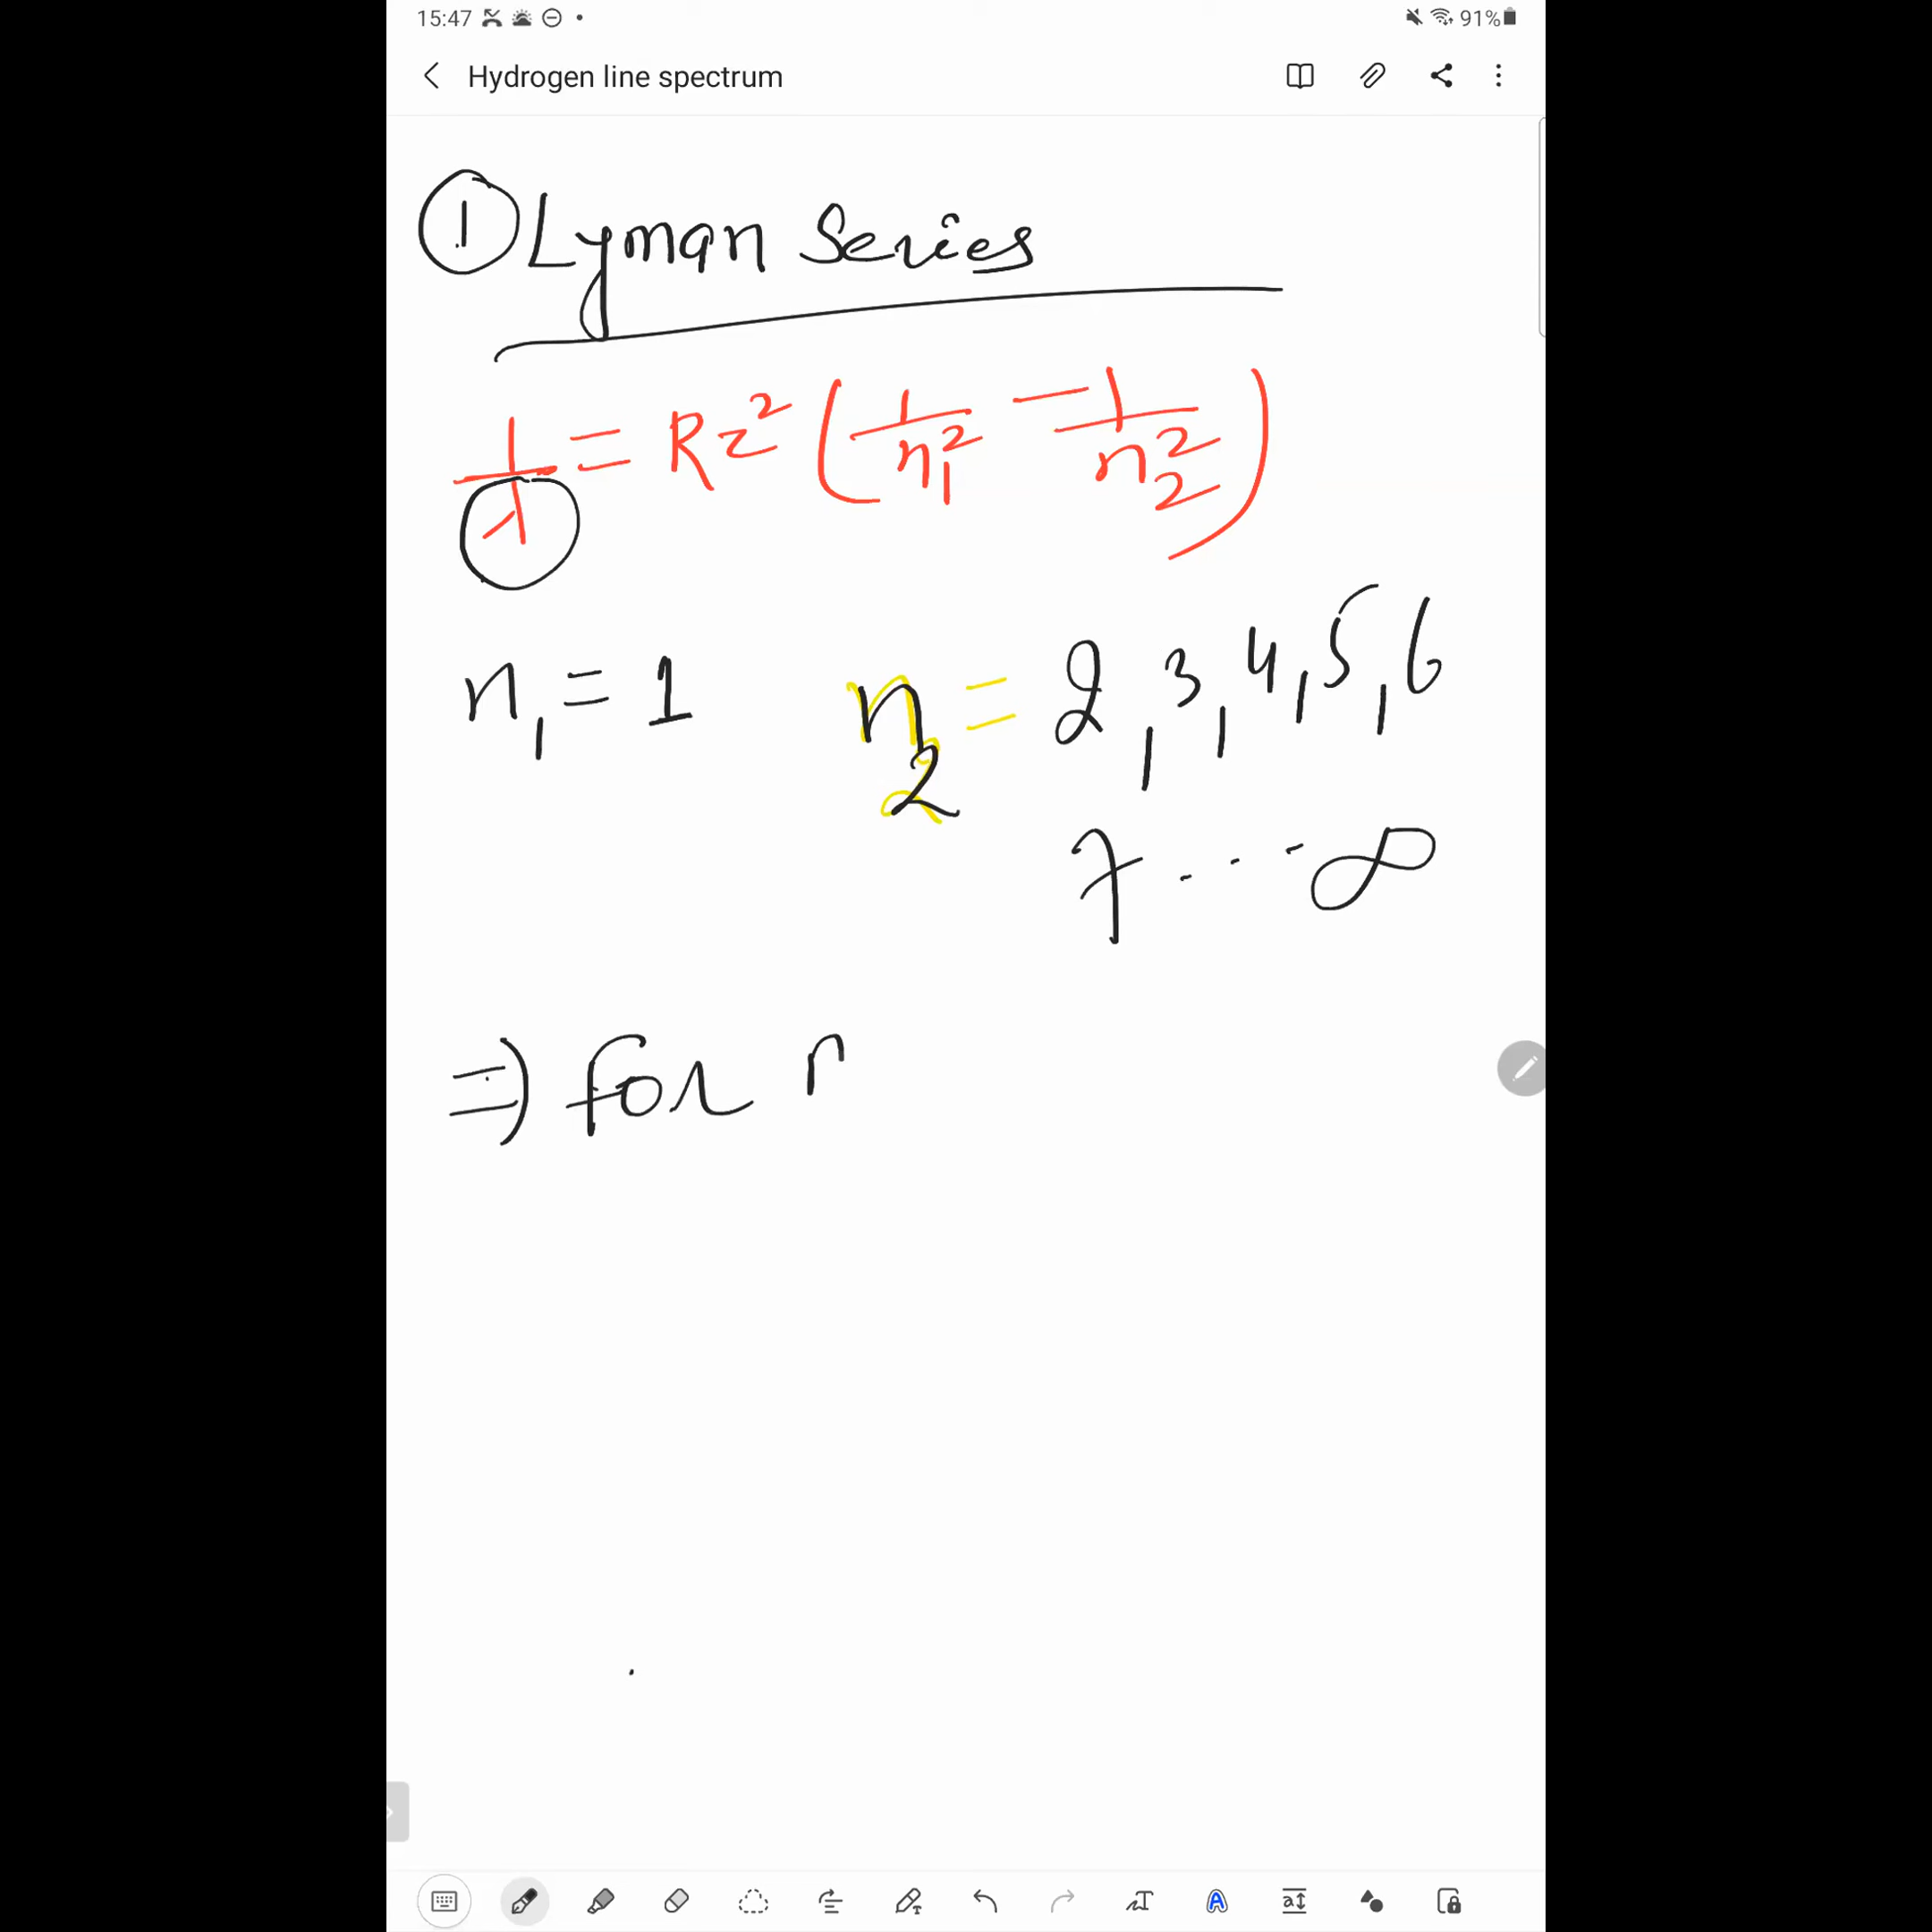 15:47 91%
Hydrogen line spectrum
① Lyman Series
1/λ = Rz² (1/n₁² − 1/n₂²)
n₁ = 1 n₂ = 2, 3, 4, 5, 6
7 ... ∞
⇒ for n